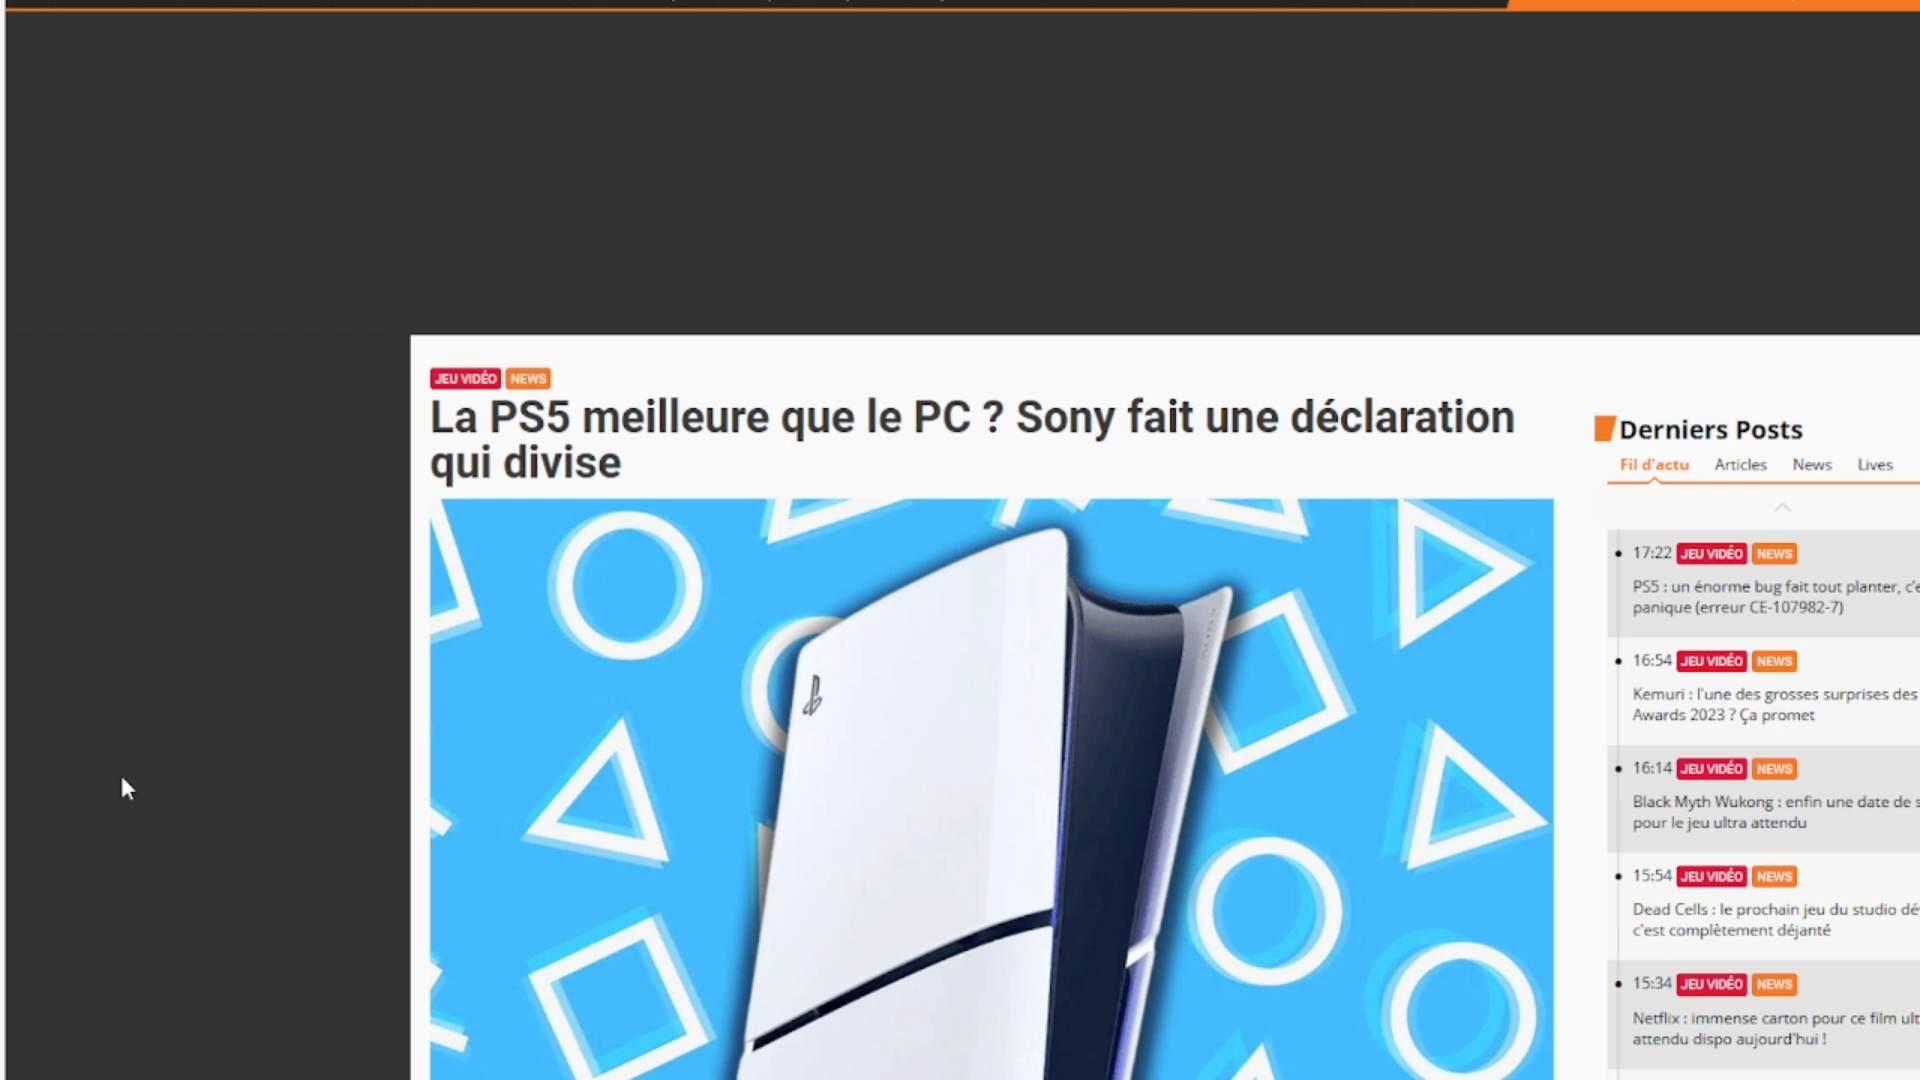 JEU VIDÉO NEWS
La PS5 meilleure que le PC ? Sony fait une déclaration
qui divise
Derniers Posts
Fil d'actu Articles News Lives
17:22 JEU VIDÉO NEWS
PS5 : un énorme bug fait tout planter, c'e
panique (erreur CE-107982-7)
16:54 JEU VIDÉO NEWS
Kemuri : l'une des grosses surprises des
Awards 2023 ? Ça promet
16:14 JEU VIDÉO NEWS
Black Myth Wukong : enfin une date de s
pour le jeu ultra attendu
15:54 JEU VIDÉO NEWS
Dead Cells : le prochain jeu du studio dé
c'est complètement déjanté
15:34 JEU VIDÉO NEWS
Netflix : immense carton pour ce film ult
attendu dispo aujourd'hui !